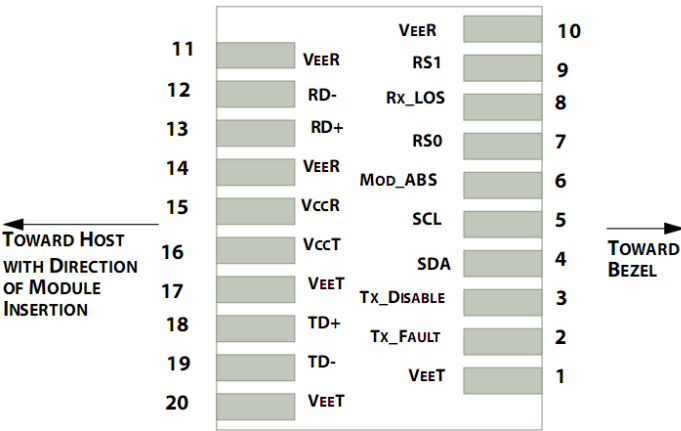 VEER 10
11 VEER
RS1 9
12 RD-
RX_LOS 8
13 RD+
RS0 7
14 VEER
MOD_ABS 6
15 VCCR
SCL 5
16 VCCT
SDA 4
17 VEET
TX_DISABLE 3
18 TD+
TX_FAULT 2
19 TD-
VEET 1
20 VEET
TOWARD HOST
WITH DIRECTION
OF MODULE
INSERTION
TOWARD
BEZEL